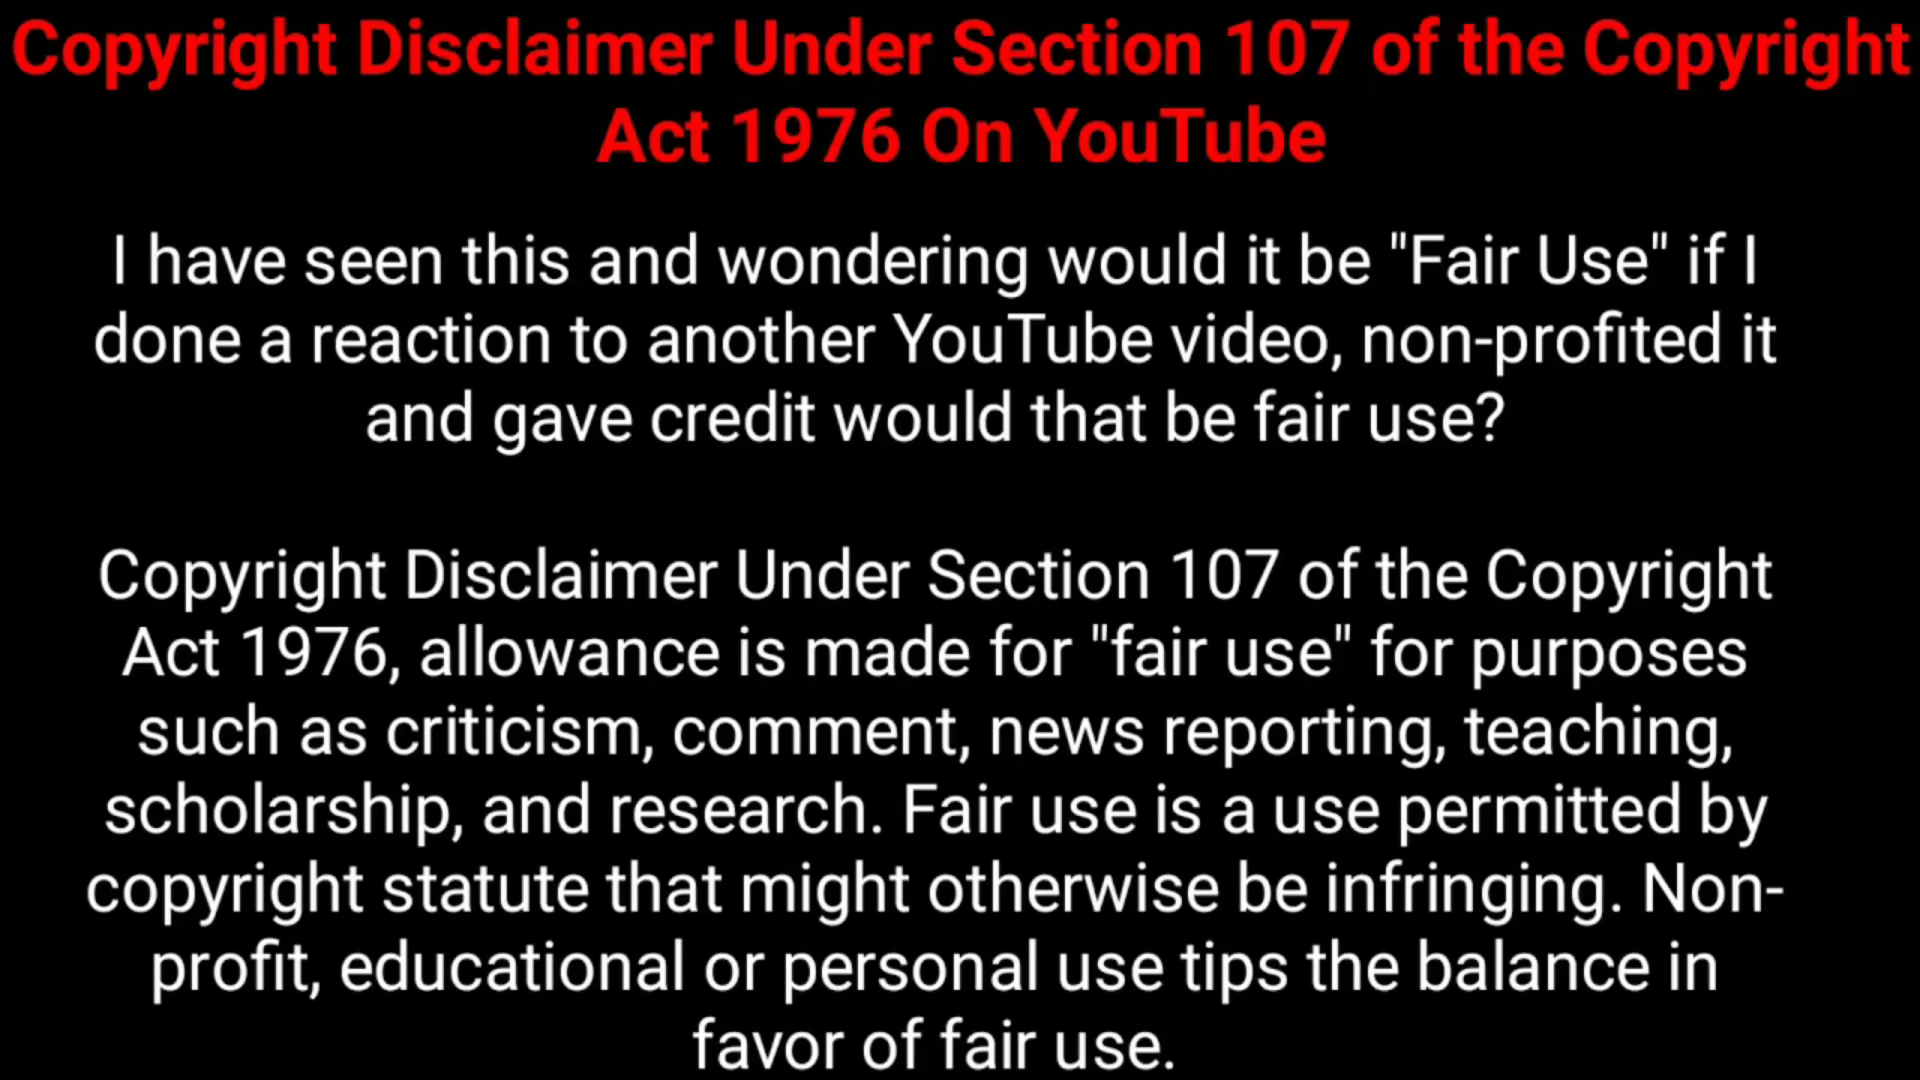 Copyright Disclaimer Under Section 107 of the Copyright
Act 1976 On YouTube
I have seen this and wondering would it be "Fair Use" if I
done a reaction to another YouTube video, non-profited it
and gave credit would that be fair use?
Copyright Disclaimer Under Section 107 of the Copyright
Act 1976, allowance is made for "fair use" for purposes
such as criticism, comment, news reporting, teaching,
scholarship, and research. Fair use is a use permitted by
copyright statute that might otherwise be infringing. Non-
profit, educational or personal use tips the balance in
favor of fair use.